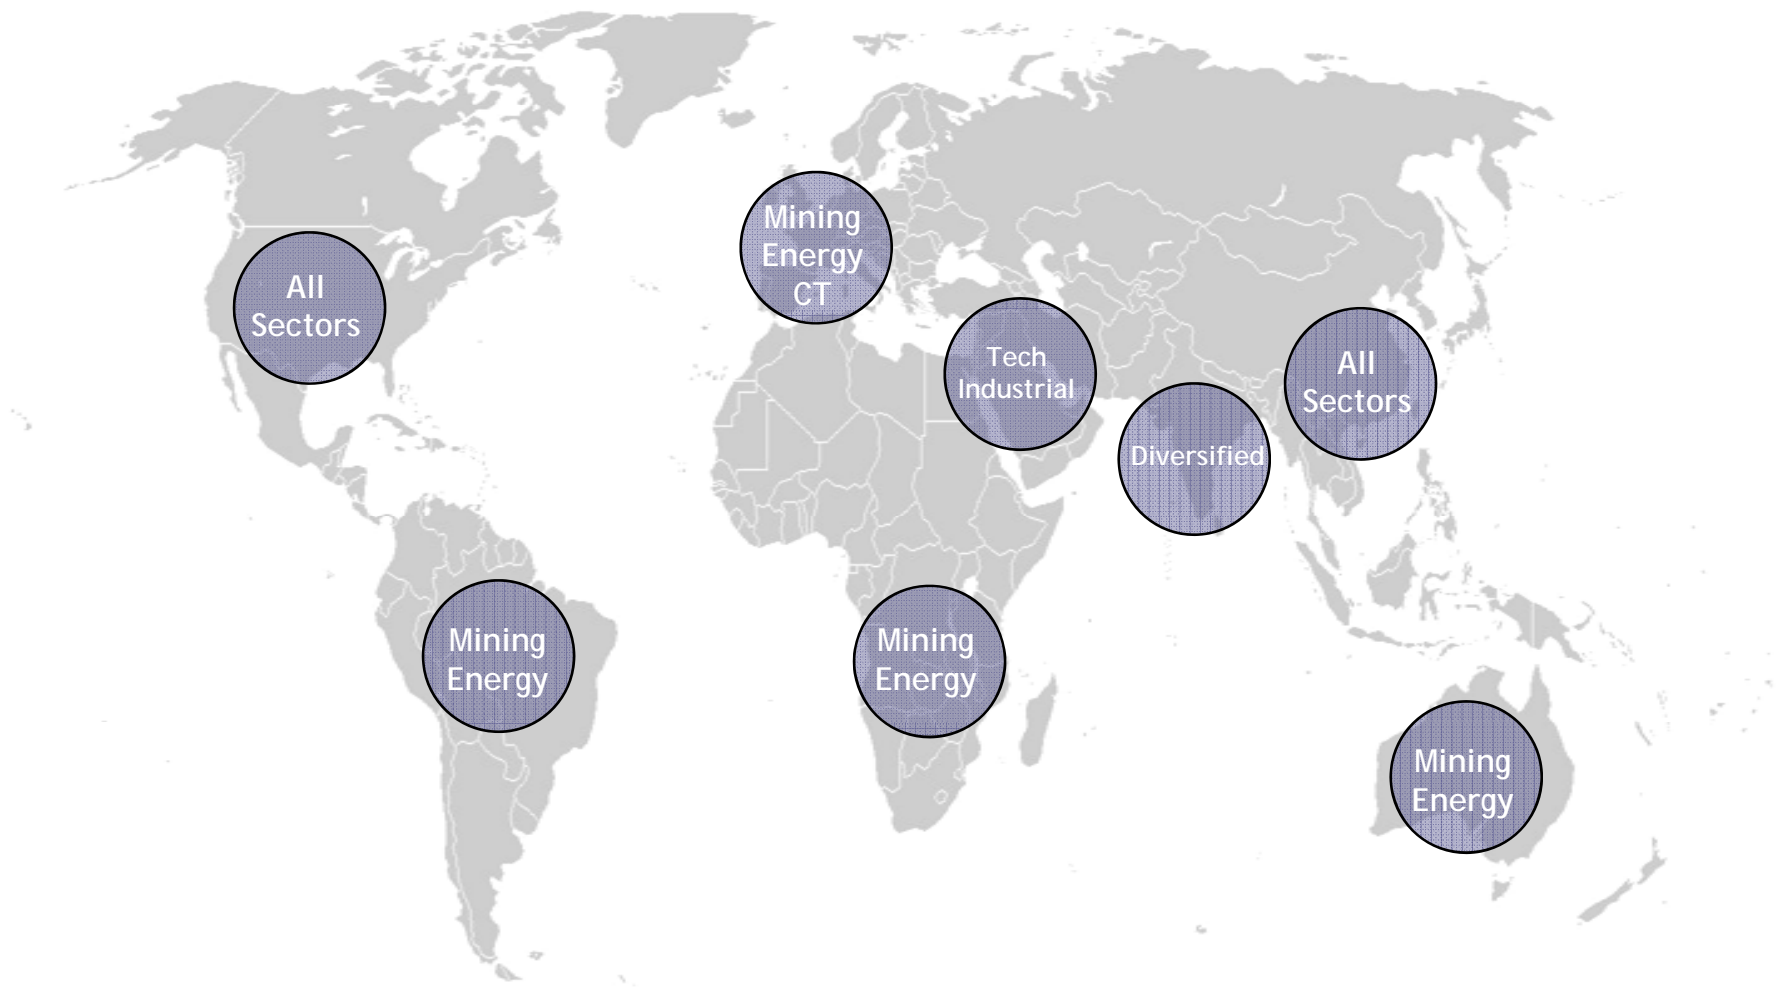 Mining
Energy
CT
All
Sectors
Tech
Industrial
All
Sectors
Diversified
Mining
Energy
Mining
Energy
Mining
Energy